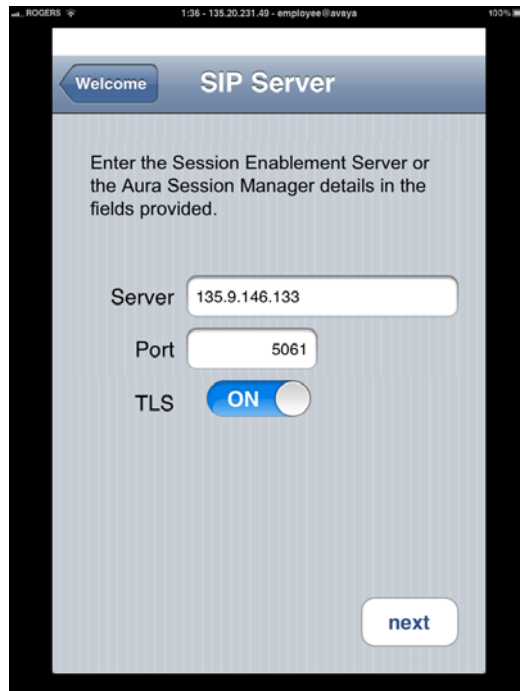 ROGERS 1:36 - 135.20.231.49 - employee@avaya 100%
Welcome SIP Server
Enter the Session Enablement Server or
the Aura Session Manager details in the
fields provided.
Server 135.9.146.133
Port 5061
TLS ON
next